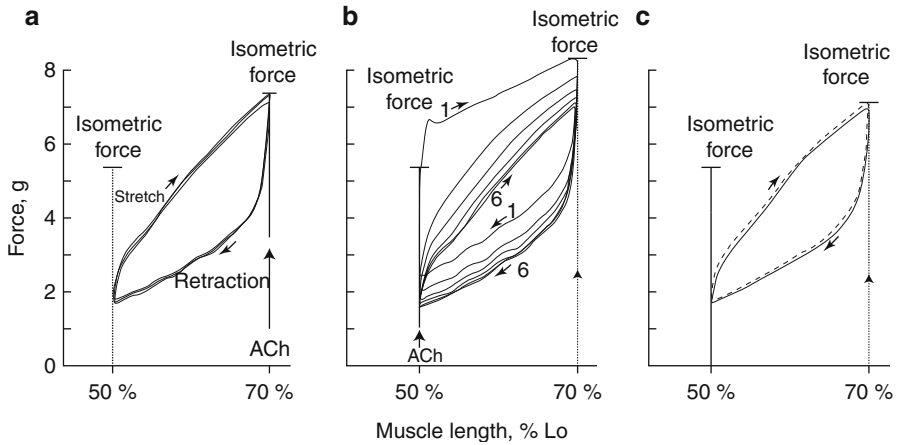 a
Isometric
force
8
6
4
2
0
Force, g
Isometric
force
Stretch
Retraction
ACh
50 %
70 %
b
Isometric
force
Isometric
force
1
6
1
6
ACh
50 %
70 %
Muscle length, % Lo
c
Isometric
force
Isometric
force
50 %
70 %